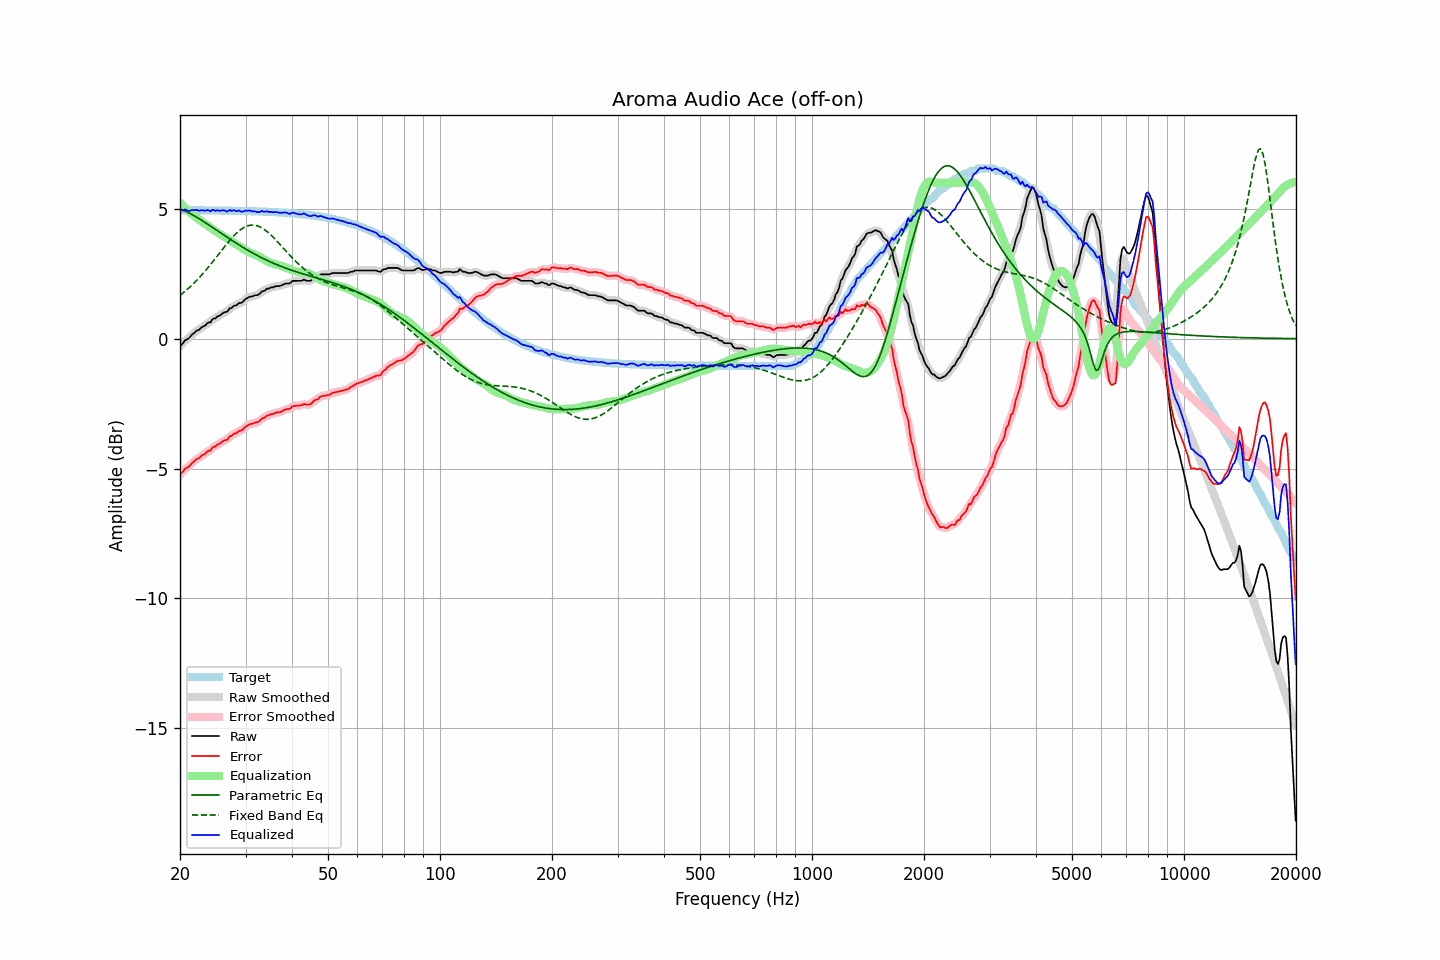 Aroma Audio Ace (off-on)
Amplitude (dBr)
5
0
−5
−10
−15
Target
Raw Smoothed
Error Smoothed
Raw
Error
Equalization
Parametric Eq
Fixed Band Eq
Equalized
20 50 100 200 500 1000 2000 5000 10000 20000
Frequency (Hz)